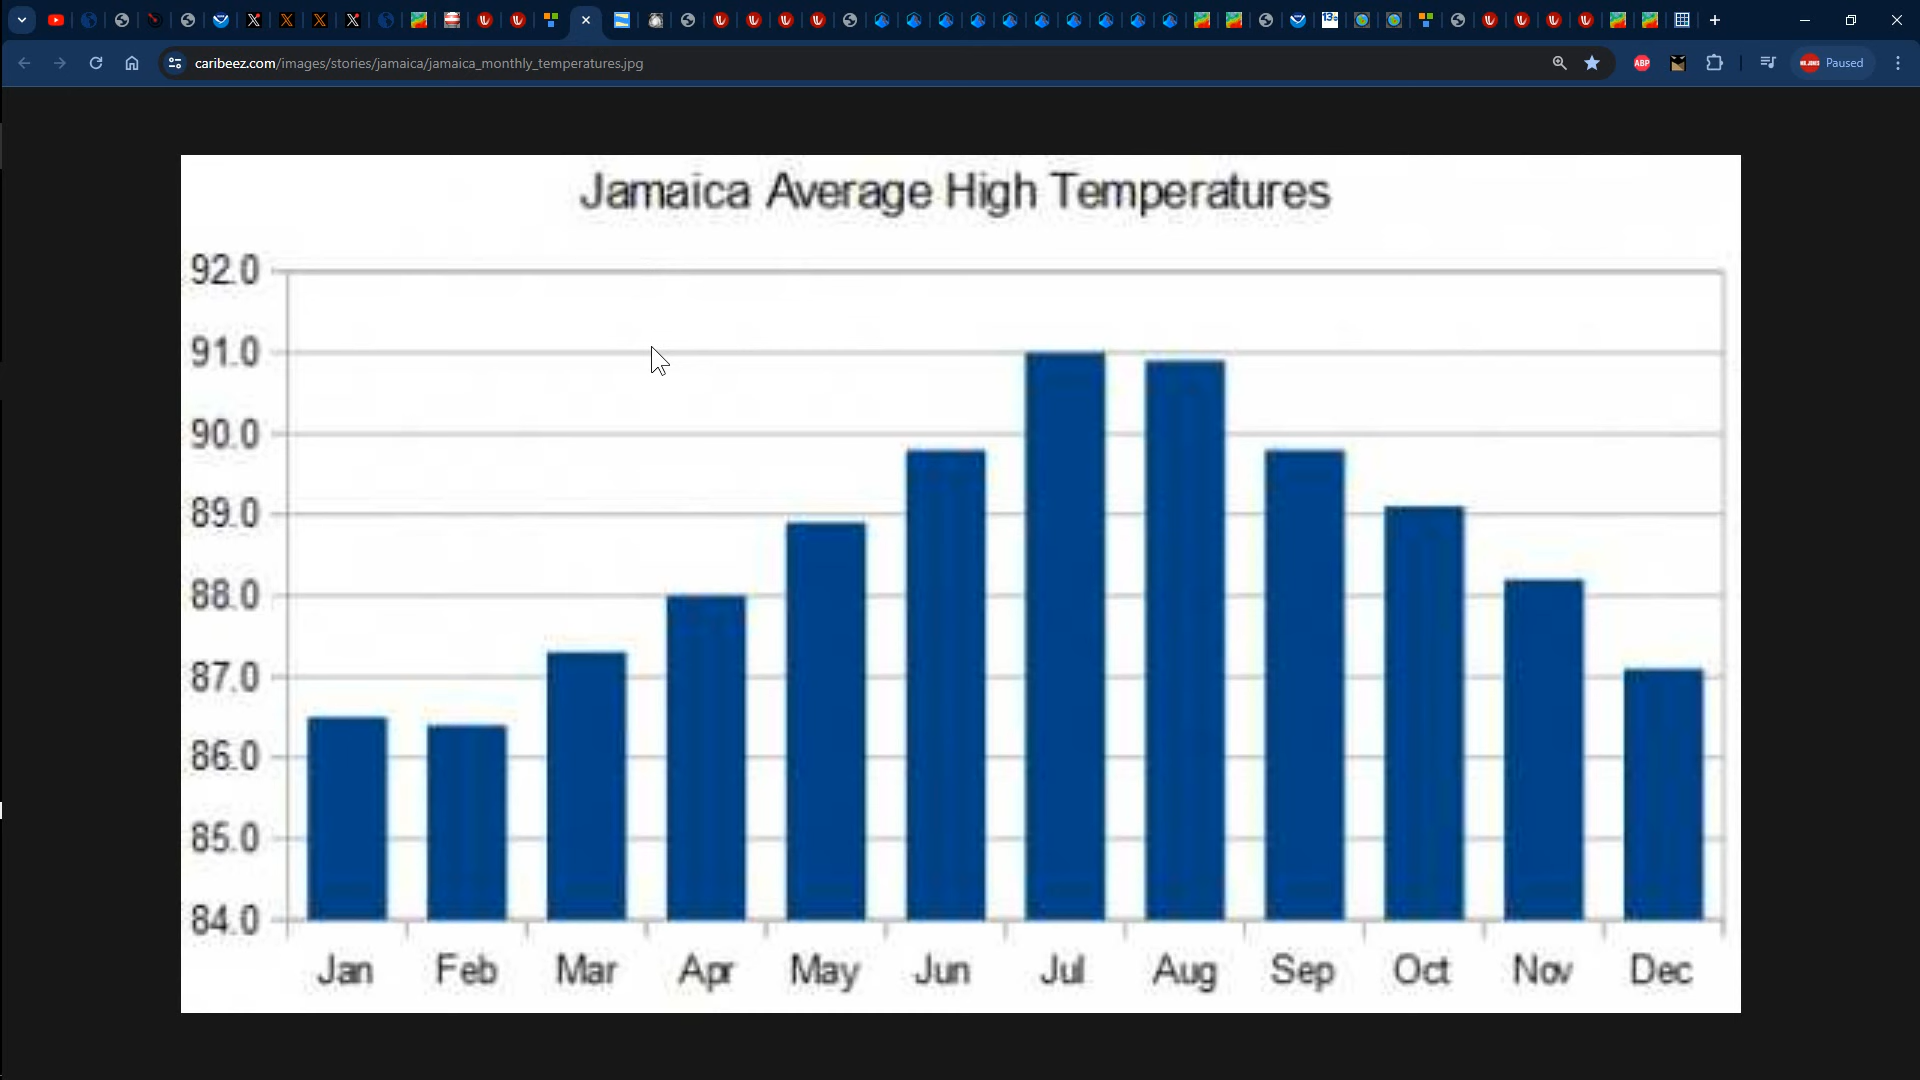 caribeez.com/images/stories/jamaica/jamaica_monthly_temperatures.jpg
ABP
Paused
Jamaica Average High Temperatures
92.0
91.0
90.0
89.0
88.0
87.0
86.0
85.0
84.0
Jan Feb Mar Apr May Jun Jul Aug Sep Oct Nov Dec